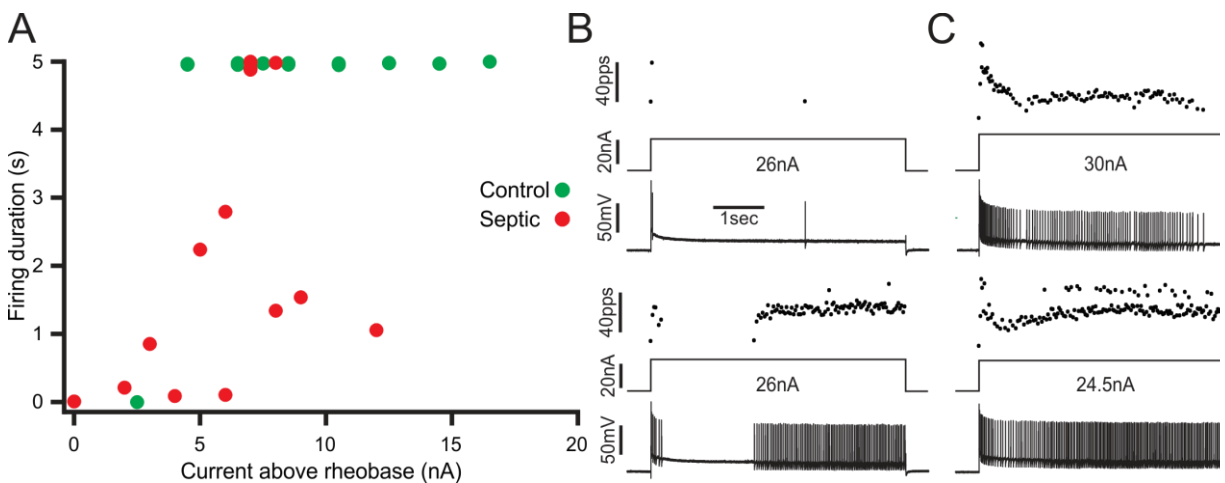 A
Firing duration (s)
5
4
3
2
1
0
0
5
10
15
20
Current above rheobase (nA)
Control
Septic
B
40pps
20nA
26nA
50mV
1sec
40pps
20nA
26nA
50mV
C
30nA
24.5nA